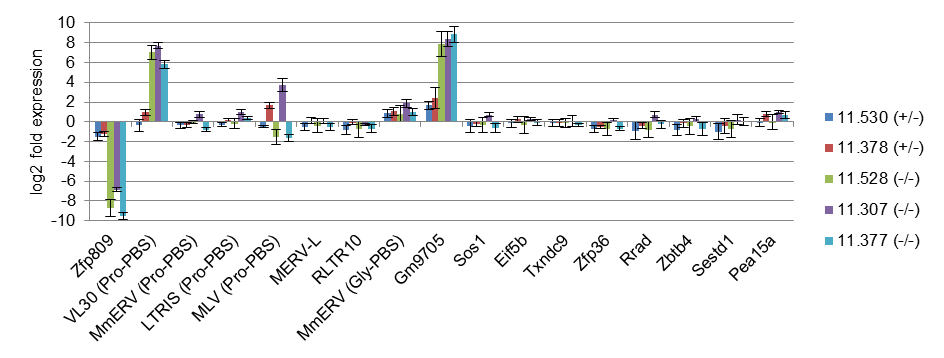 log2 fold expression
10
8
6
4
2
0
-2
-4
-6
-8
-10
Zfp809
VL30 (Pro-PBS)
MmERV (Pro-PBS)
LTRIS (Pro-PBS)
MLV (Pro-PBS)
MERV-L
RLTR10
MmERV (Gly-PBS)
Gm9705
Sos1
Eif5b
Txndc9
Zfp36
Rrad
Zbtb4
Sestd1
Pea15a
11.530 (+/-)
11.378 (+/-)
11.528 (-/-)
11.307 (-/-)
11.377 (-/-)